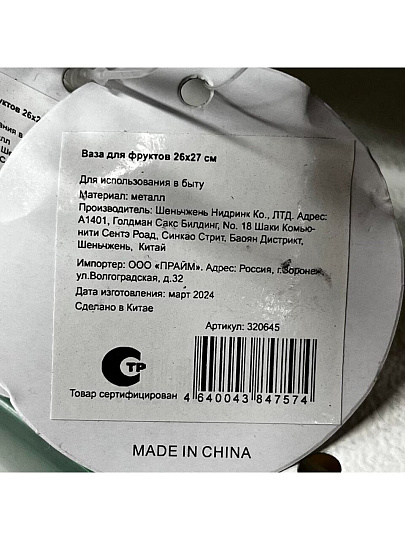 Ваза для фруктов 26x27 см
Для использования в быту
Материал: металл
Производитель: Шеньчжень Нидринк Ко., ЛТД. Адрес:
А1401, Голдман Сакс Билдинг, No. 18 Шаки Комью-
нити Сентэ Роад, Синкао Стрит, Баоян Дистрикт,
Шеньчжень, Китай
Импортер: ООО «ПРАЙМ». Адрес: Россия, г.Воронеж,
ул.Волгоградская, д.32
Дата изготовления: март 2024
Сделано в Китае
Артикул: 320645
ТР
Товар сертифицирован
4 640043 847574
MADE IN CHINA